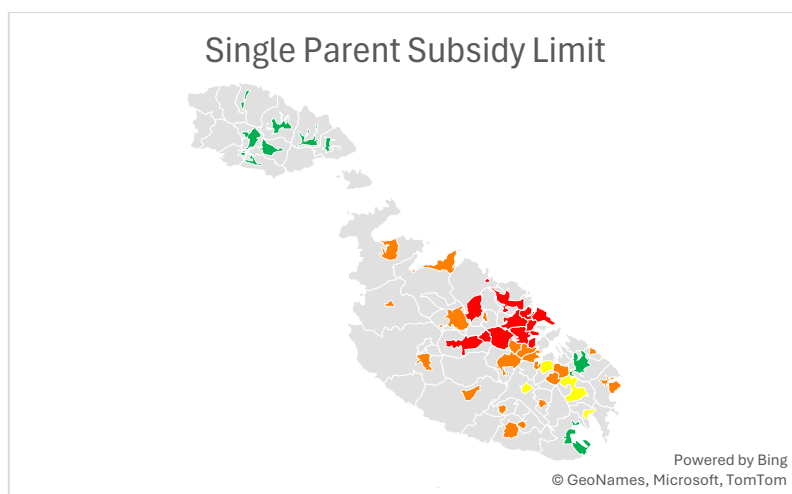 Single Parent Subsidy Limit
Powered by Bing
© GeoNames, Microsoft, TomTom